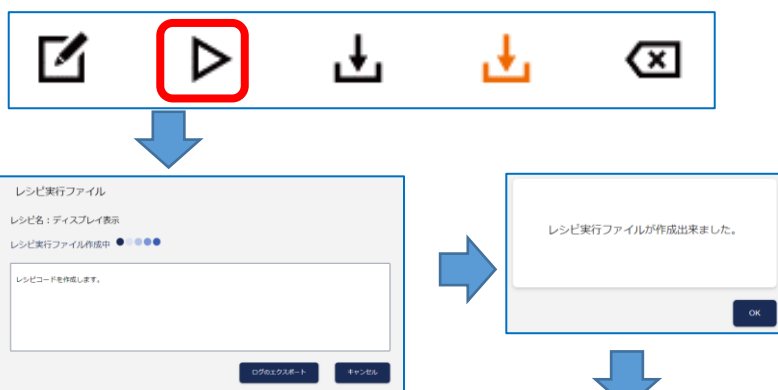 レシピ実行ファイル
レシピ名：ディスプレイ表示
レシピ実行ファイル作成中
レシピコードを作成します。
ログのエクスポート
キャンセル
レシピ実行ファイルが作成出来ました。
OK